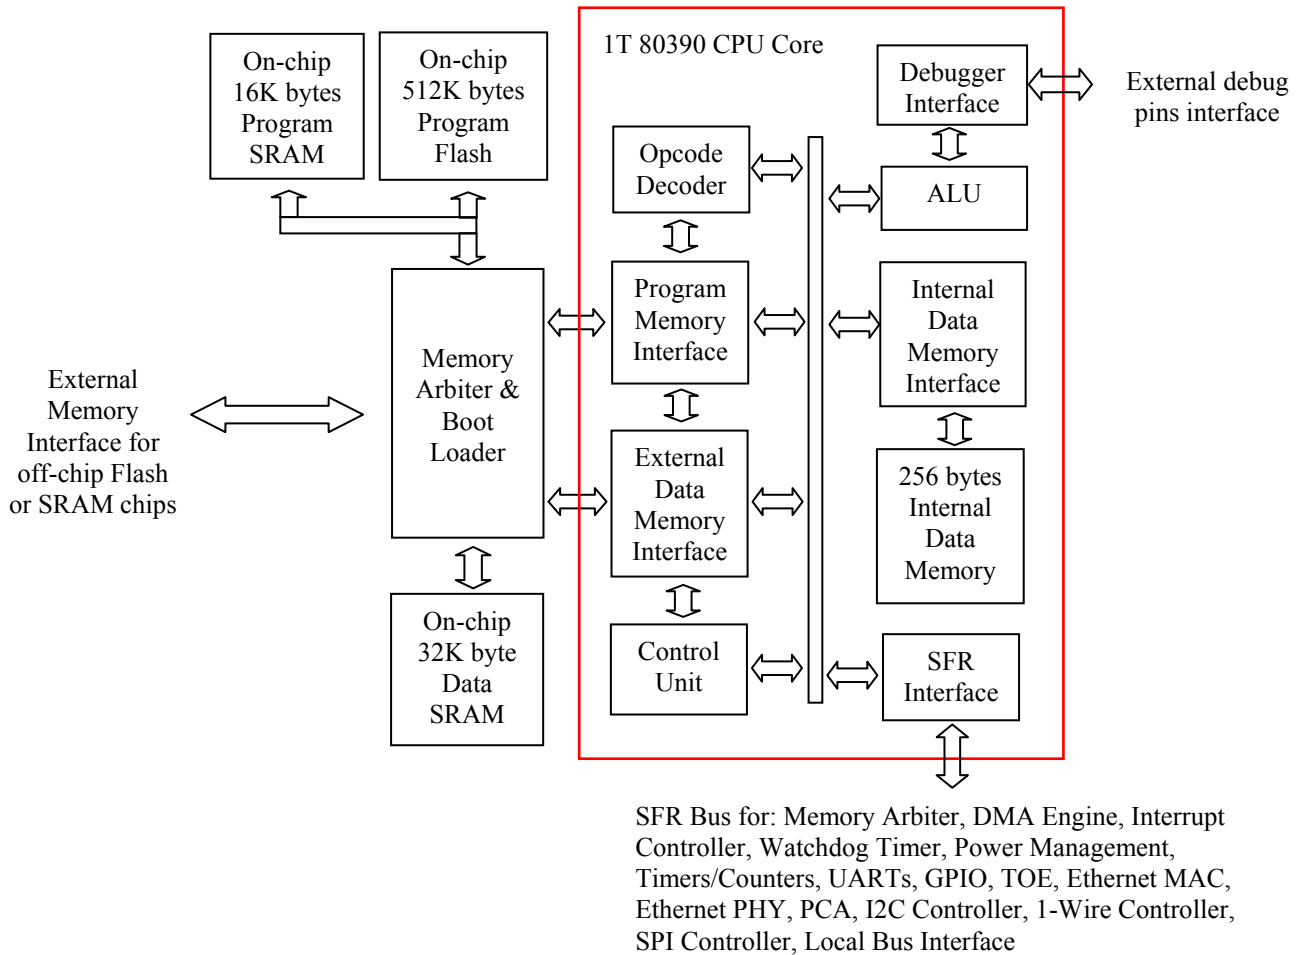 1T 80390 CPU Core
On-chip
16K bytes
Program
SRAM
On-chip
512K bytes
Program
Flash
Debugger
Interface
External debug
pins interface
Opcode
Decoder
ALU
Program
Memory
Interface
Internal
Data
Memory
Interface
Memory
Arbiter &
Boot
Loader
External
Memory
Interface for
off-chip Flash
or SRAM chips
External
Data
Memory
Interface
256 bytes
Internal
Data
Memory
On-chip
32K byte
Data
SRAM
Control
Unit
SFR
Interface
SFR Bus for: Memory Arbiter, DMA Engine, Interrupt
Controller, Watchdog Timer, Power Management,
Timers/Counters, UARTs, GPIO, TOE, Ethernet MAC,
Ethernet PHY, PCA, I2C Controller, 1-Wire Controller,
SPI Controller, Local Bus Interface